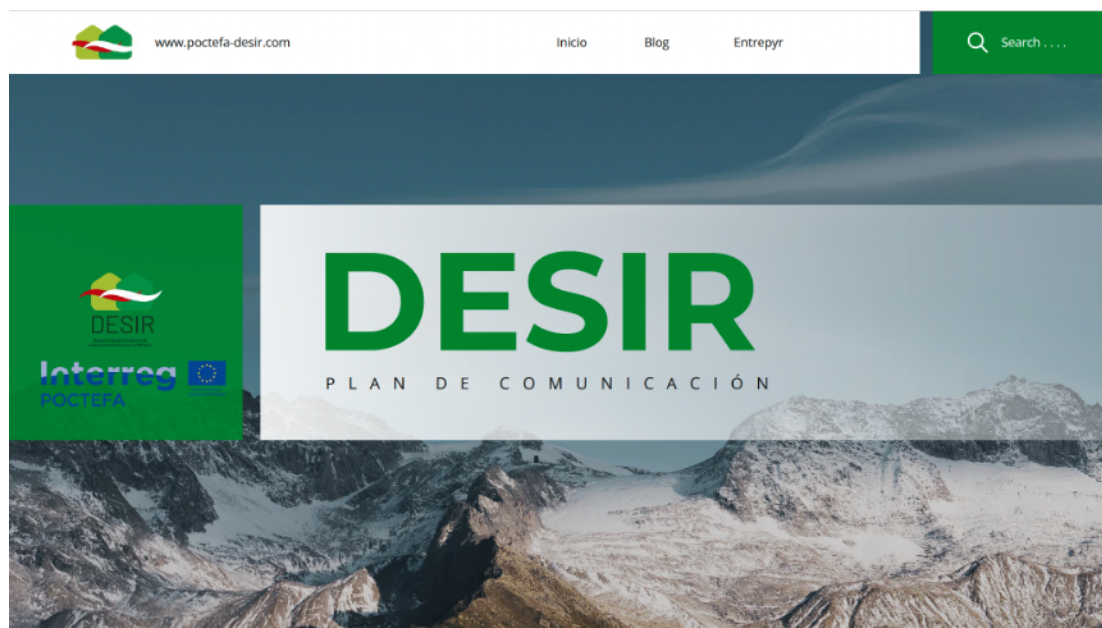 www.poctefa-desir.com
Inicio
Blog
Entrepyr
Search . . . .
DESIR
PLAN DE COMUNICACIÓN
DESIR
Interreg
POCTEFA